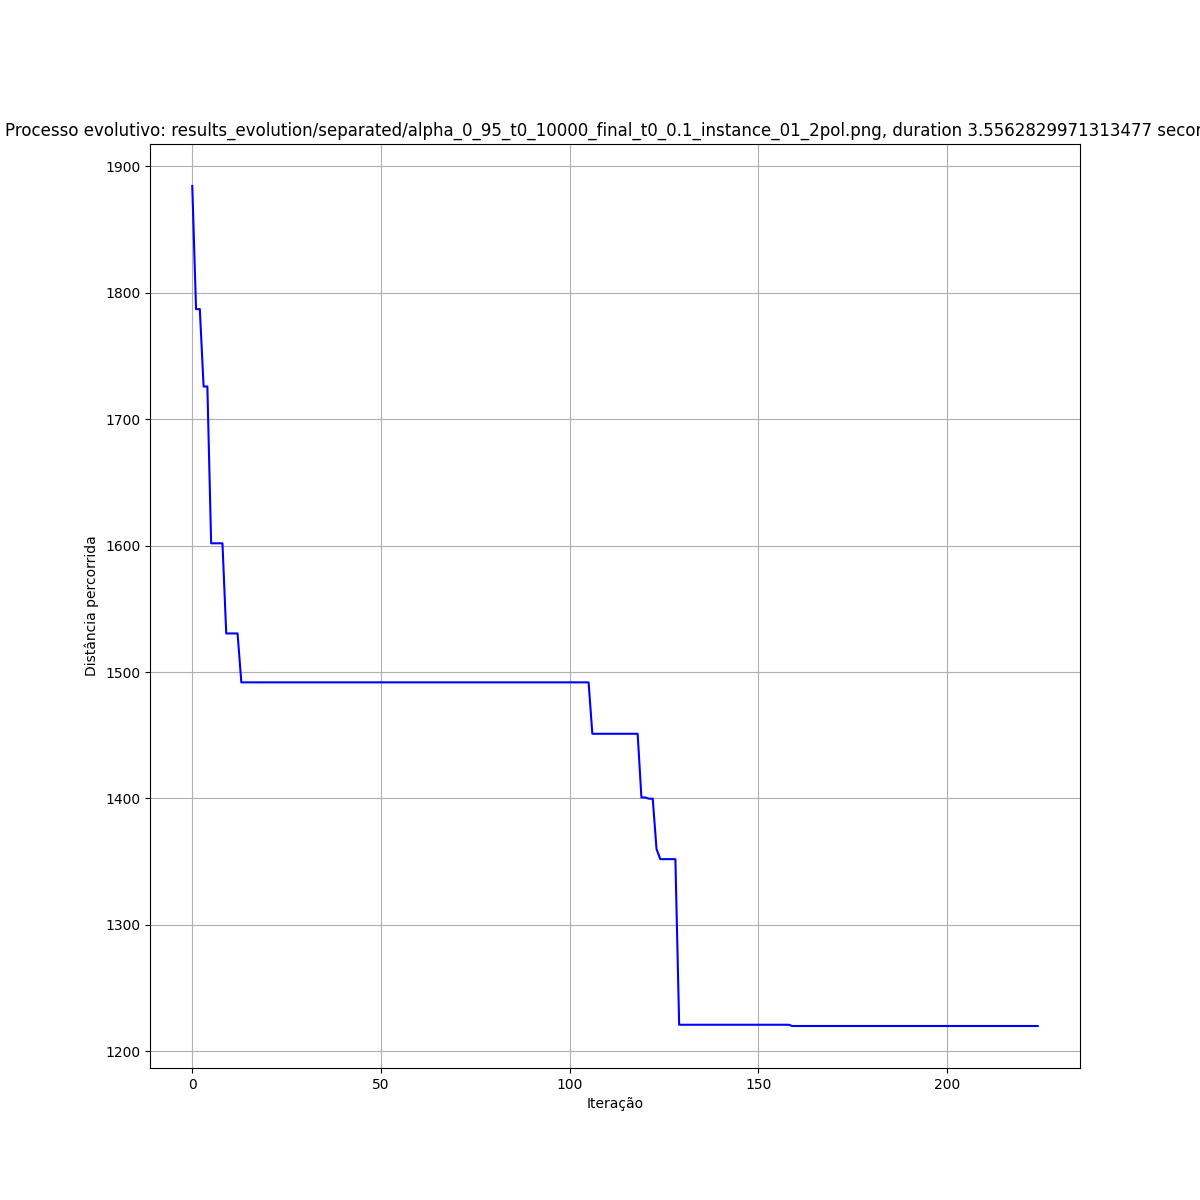 Processo evolutivo: results_evolution/separated/alpha_0_95_t0_10000_final_t0_0.1_instance_01_2pol.png, duration 3.5562829971313477
1900
1800
1700
1600
1500
1400
1300
1200
Distância percorrida
0 50 100 150 200
Iteração